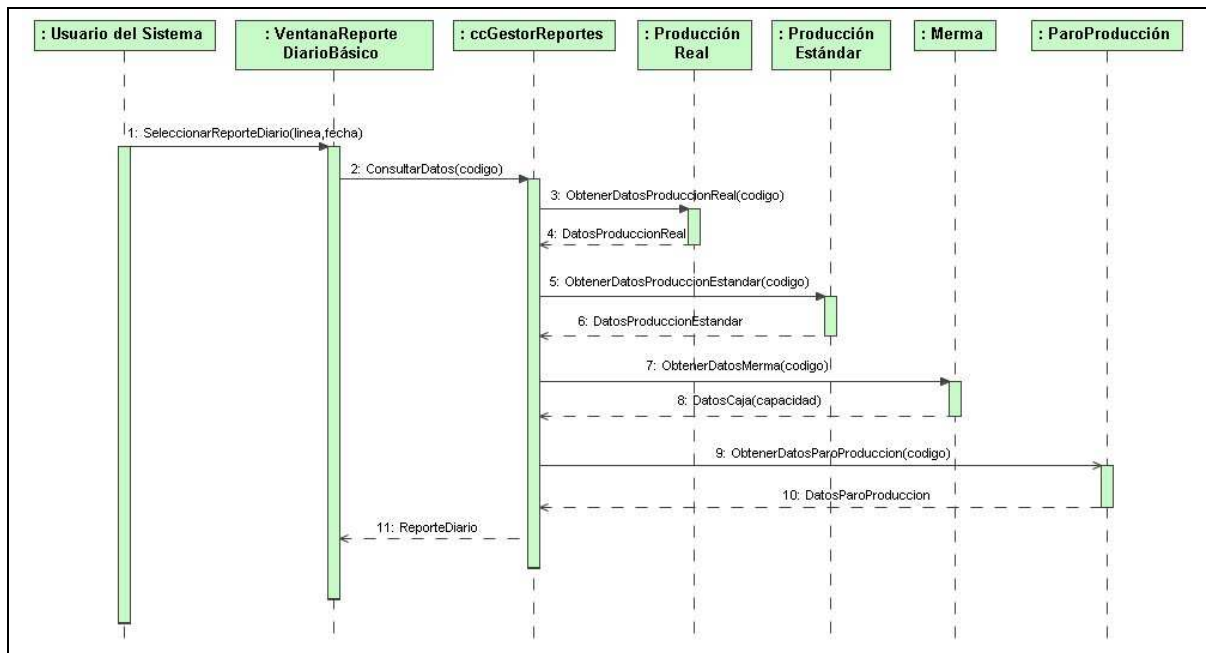 : Usuario del Sistema
: VentanaReporte
DiarioBásico
: ccGestorReportes
: Producción
Real
: Producción
Estándar
: Merma
: ParoProducción
1: SeleccionarReporteDiario(linea,fecha)
2: ConsultarDatos(codigo)
3: ObtenerDatosProduccionReal(codigo)
4: DatosProduccionReal
5: ObtenerDatosProduccionEstandar(codigo)
6: DatosProduccionEstandar
7: ObtenerDatosMerma(codigo)
8: DatosCaja(capacidad)
9: ObtenerDatosParoProduccion(codigo)
10: DatosParoProduccion
11: ReporteDiario